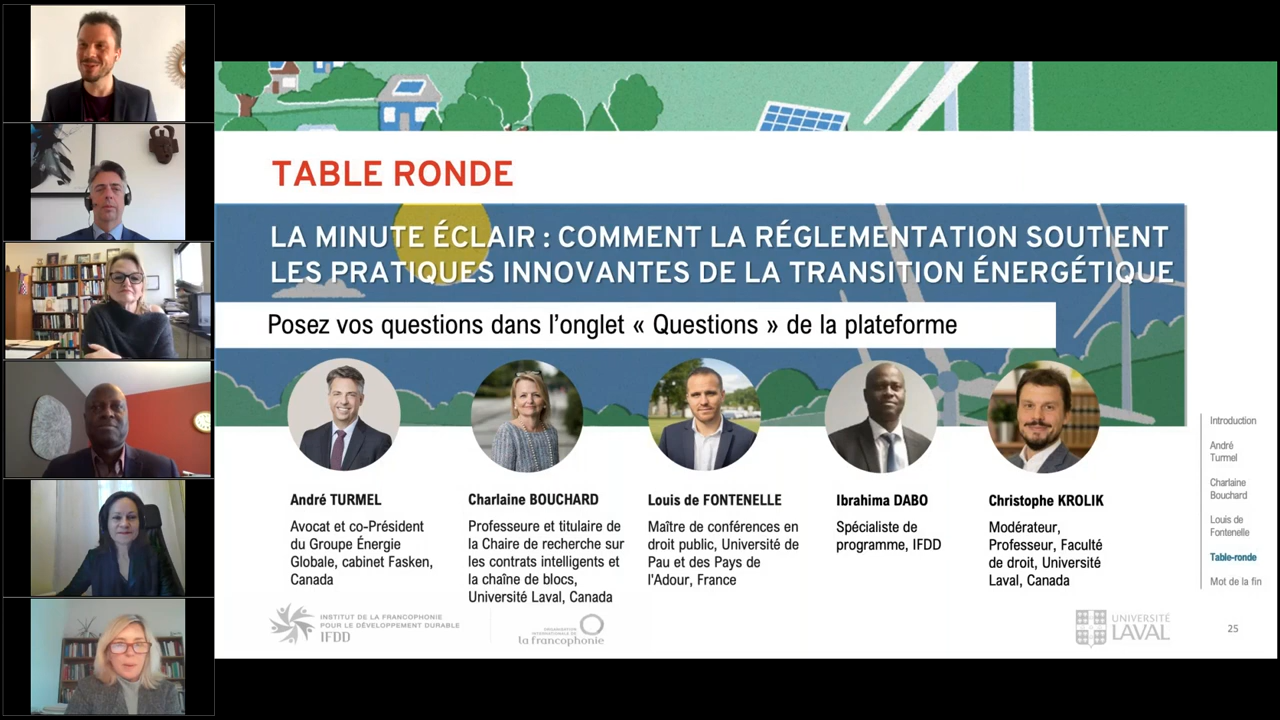 TABLE RONDE
LA MINUTE ÉCLAIR : COMMENT LA RÉGLEMENTATION SOUTIENT
LES PRATIQUES INNOVANTES DE LA TRANSITION ÉNERGÉTIQUE
Posez vos questions dans l'onglet « Questions » de la plateforme
André TURMEL
Avocat et co-Président
du Groupe Énergie
Globale, cabinet Fasken,
Canada
Charlaine BOUCHARD
Professeure et titulaire de
la Chaire de recherche sur
les contrats intelligents et
la chaîne de blocs,
Université Laval, Canada
Louis de FONTENELLE
Maître de conférences en
droit public, Université de
Pau et des Pays de
l'Adour, France
Ibrahima DABO
Spécialiste de
programme, IFDD
Christophe KROLIK
Modérateur,
Professeur, Faculté
de droit, Université
Laval, Canada
Introduction
André
Turmel
Charlaine
Bouchard
Louis de
Fontenelle
Table-ronde
Mot de la fin
INSTITUT DE LA FRANCOPHONIE
POUR LE DÉVELOPPEMENT DURABLE
IFDD
ORGANISATION
INTERNATIONALE DE
la francophonie
UNIVERSITÉ
LAVAL
25